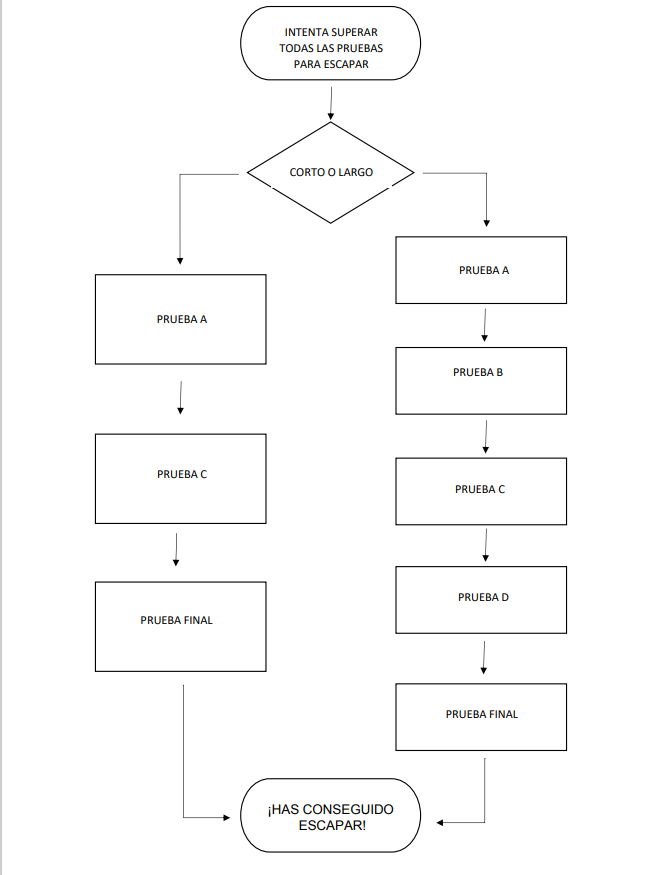 INTENTA SUPERAR
TODAS LAS PRUEBAS
PARA ESCAPAR
CORTO O LARGO
PRUEBA A
PRUEBA C
PRUEBA FINAL
PRUEBA A
PRUEBA B
PRUEBA C
PRUEBA D
PRUEBA FINAL
¡HAS CONSEGUIDO
ESCAPAR!